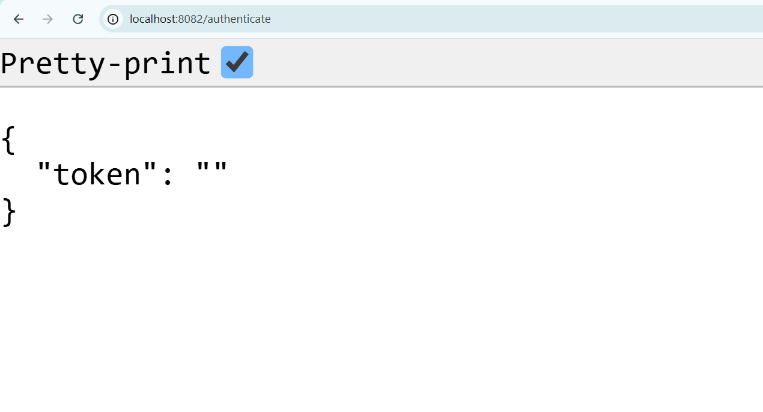 localhost:8082/authenticate
Pretty-print
{
  "token": ""
}